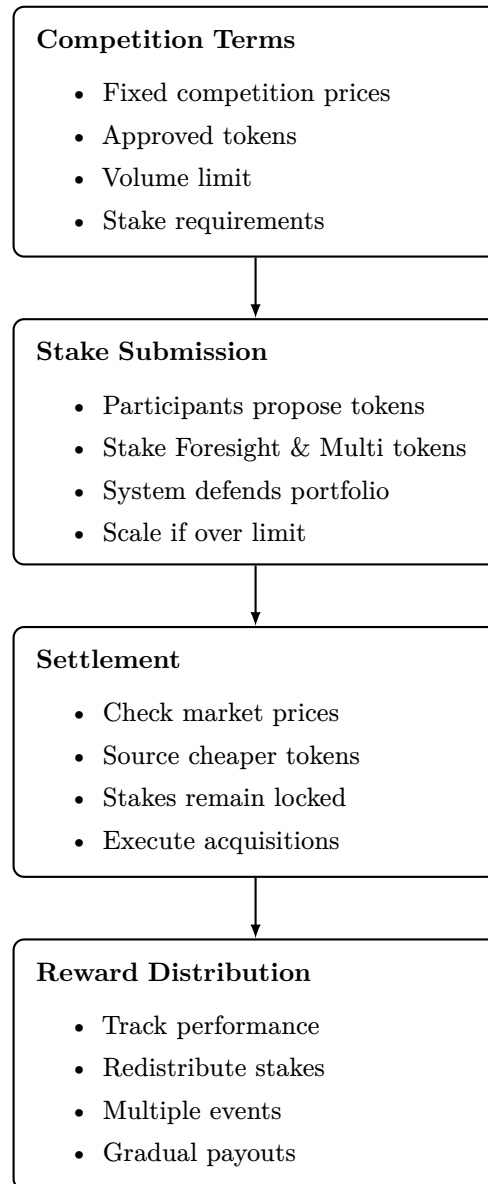 Competition Terms
• Fixed competition prices
• Approved tokens
• Volume limit
• Stake requirements
Stake Submission
• Participants propose tokens
• Stake Foresight & Multi tokens
• System defends portfolio
• Scale if over limit
Settlement
• Check market prices
• Source cheaper tokens
• Stakes remain locked
• Execute acquisitions
Reward Distribution
• Track performance
• Redistribute stakes
• Multiple events
• Gradual payouts